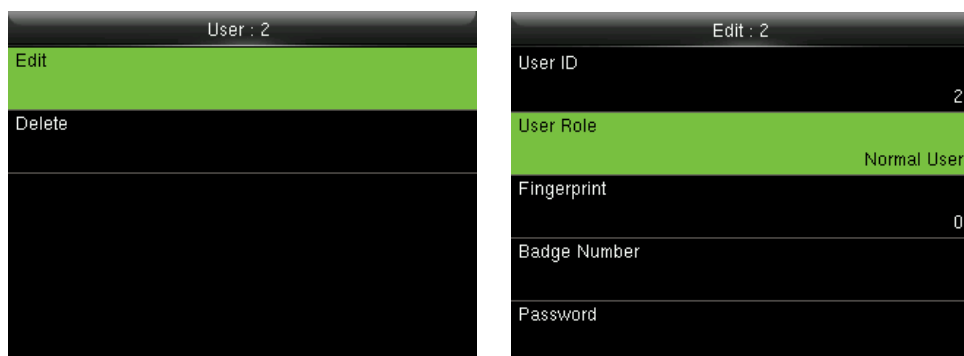 User : 2
Edit
Delete
Edit : 2
User ID
2
User Role
Normal User
Fingerprint
0
Badge Number
Password